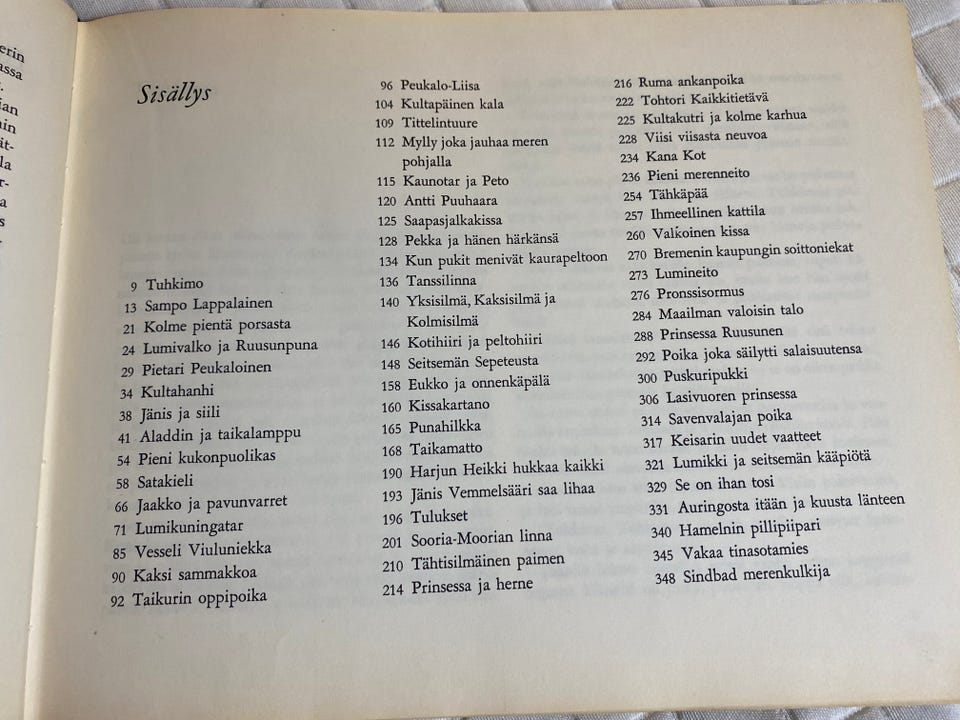 erin
assa
ian
nin
ät-
la
r-
a
s
Sisällys
9 Tuhkimo
13 Sampo Lappalainen
21 Kolme pientä porsasta
24 Lumivalko ja Ruusunpuna
29 Pietari Peukaloinen
34 Kultahanhi
38 Jänis ja siili
41 Aladdin ja taikalamppu
54 Pieni kukonpuolikas
58 Satakieli
66 Jaakko ja pavunvarret
71 Lumikuningatar
85 Vesseli Viuluniekka
90 Kaksi sammakkoa
92 Taikurin oppipoika
96 Peukalo-Liisa
104 Kultapäinen kala
109 Tittelintuure
112 Mylly joka jauhaa meren
pohjalla
115 Kaunotar ja Peto
120 Antti Puuhaara
125 Saapasjalkakissa
128 Pekka ja hänen härkänsä
134 Kun pukit menivät kaurapeltoon
136 Tanssilinna
140 Yksisilmä, Kaksisilmä ja
Kolmisilmä
146 Kotihiiri ja peltohiiri
148 Seitsemän Sepeteusta
158 Eukko ja onnenkäpälä
160 Kissakartano
165 Punahilkka
168 Taikamatto
190 Harjun Heikki hukkaa kaikki
193 Jänis Vemmelsääri saa lihaa
196 Tulukset
201 Sooria-Moorian linna
210 Tähtisilmäinen paimen
214 Prinsessa ja herne
216 Ruma ankanpoika
222 Tohtori Kaikkitietävä
225 Kultakutri ja kolme karhua
228 Viisi viisasta neuvoa
234 Kana Kot
236 Pieni merenneito
254 Tähkäpää
257 Ihmeellinen kattila
260 Valkoinen kissa
270 Bremenin kaupungin soittoniekat
273 Lumineito
276 Pronssisormus
284 Maailman valoisin talo
288 Prinsessa Ruusunen
292 Poika joka säilytti salaisuutensa
300 Puskuripukki
306 Lasivuoren prinsessa
314 Savenvalajan poika
317 Keisarin uudet vaatteet
321 Lumikki ja seitsemän kääpiötä
329 Se on ihan tosi
331 Auringosta itään ja kuusta länteen
340 Hamelnin pillipiipari
345 Vakaa tinasotamies
348 Sindbad merenkulkija